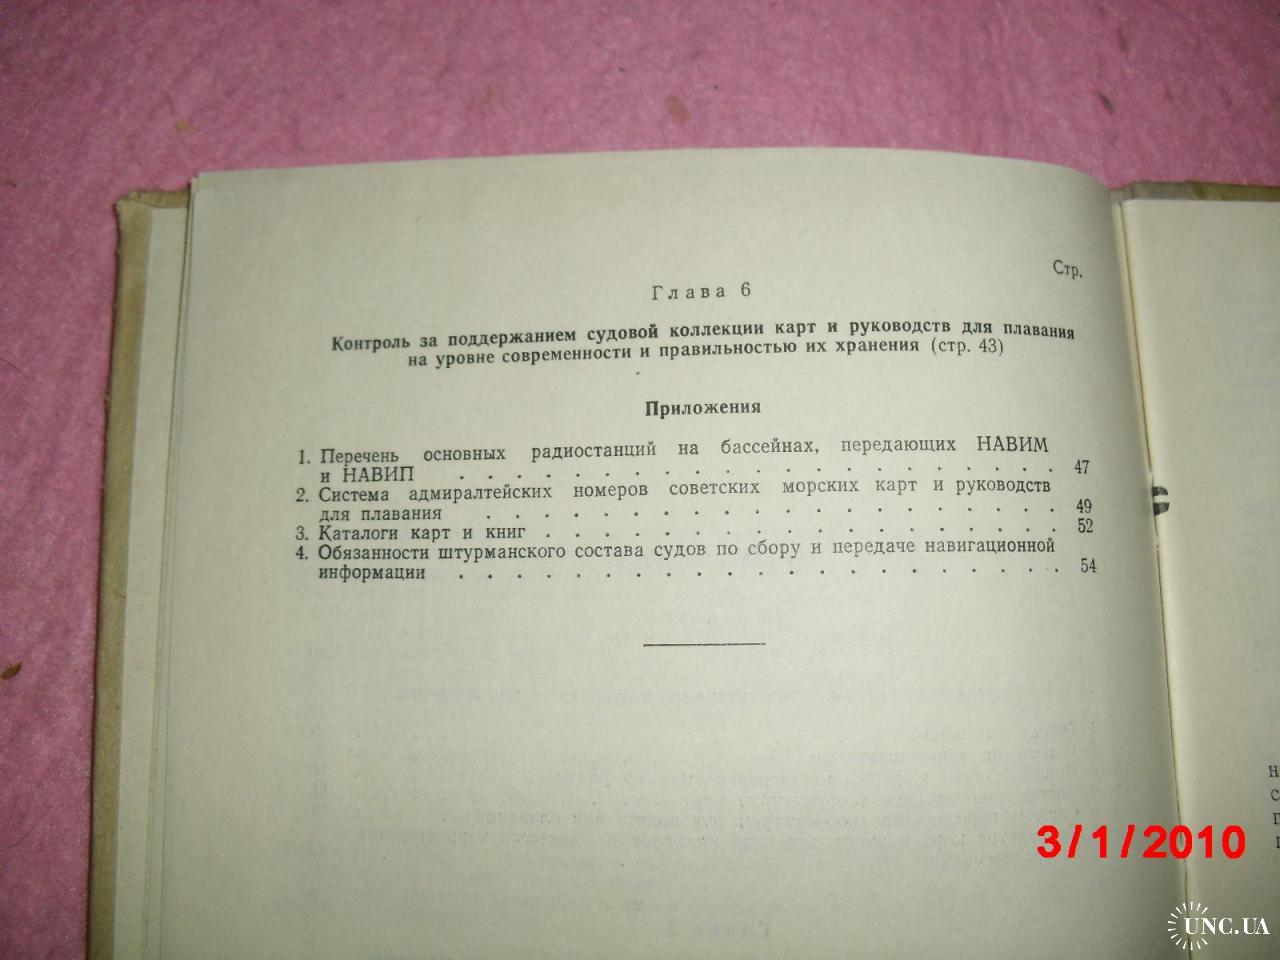 Стр.
Глава 6
Контроль за поддержанием судовой коллекции карт и руководств для плавания
на уровне современности и правильностью их хранения (стр. 43)
Приложения
1. Перечень основных радиостанций на бассейнах, передающих НАВИМ
и НАВИП . . . . . . . . . . . . . . . . . . . . 47
2. Система адмиралтейских номеров советских морских карт и руководств
для плавания . . . . . . . . . . . . . . . . . . . . 49
3. Каталоги карт и книг . . . . . . . . . . . . . . . . . . 52
4. Обязанности штурманского состава судов по сбору и передаче навигационной
информации . . . . . . . . . . . . . . . . . . . . . 54
3/1/2010
UNC.UA